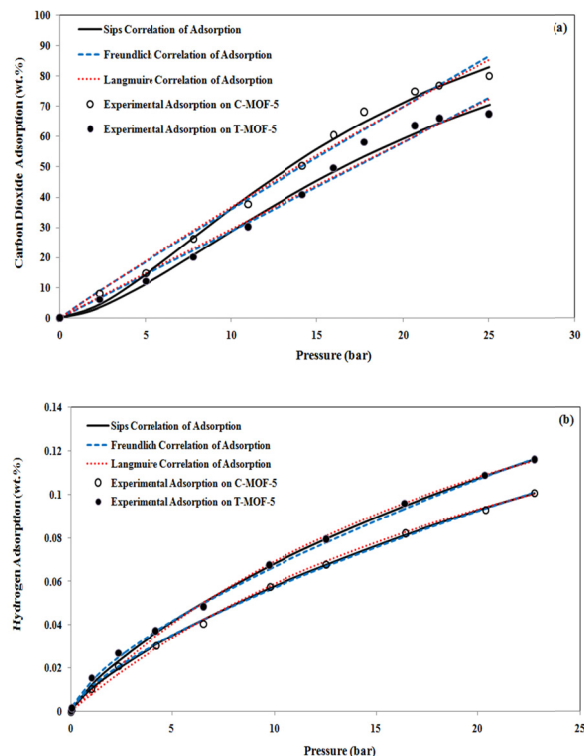 (a)
Sips Correlation of Adsorption
Freundlich Correlation of Adsorption
Langmuire Correlation of Adsorption
Experimental Adsorption on C-MOF-5
Experimental Adsorption on T-MOF-5
Carbon Dioxide Adsorption (wt.%)
100
90
80
70
60
50
40
30
20
10
0
0 5 10 15 20 25 30
Pressure (bar)
(b)
Sips Correlation of Adsorption
Freundlich Correlation of Adsorption
Langmuire Correlation of Adsorption
Experimental Adsorption on C-MOF-5
Experimental Adsorption on T-MOF-5
Hydrogen Adsorption (wt.%)
0.14
0.12
0.1
0.08
0.06
0.04
0.02
0
0 5 10 15 20 25
Pressure (bar)